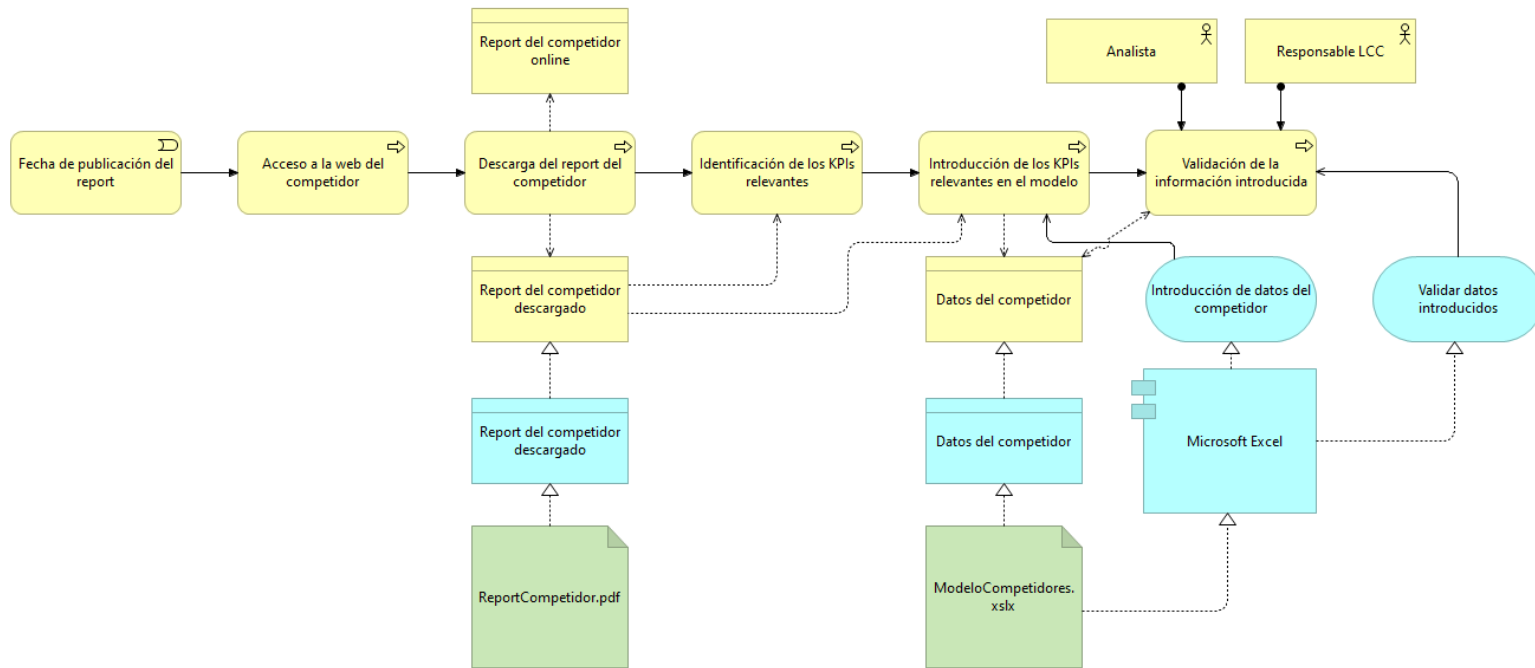 Report del competidor
online
Analista
Responsable LCC
Fecha de publicación del
report
Acceso a la web del
competidor
Descarga del report del
competidor
Identificación de los KPIs
relevantes
Introducción de los KPIs
relevantes en el modelo
Validación de la
información introducida
Report del competidor
descargado
Datos del competidor
Introducción de datos del
competidor
Validar datos
introducidos
Report del competidor
descargado
Datos del competidor
Microsoft Excel
ReportCompetidor.pdf
ModeloCompetidores.
xslx